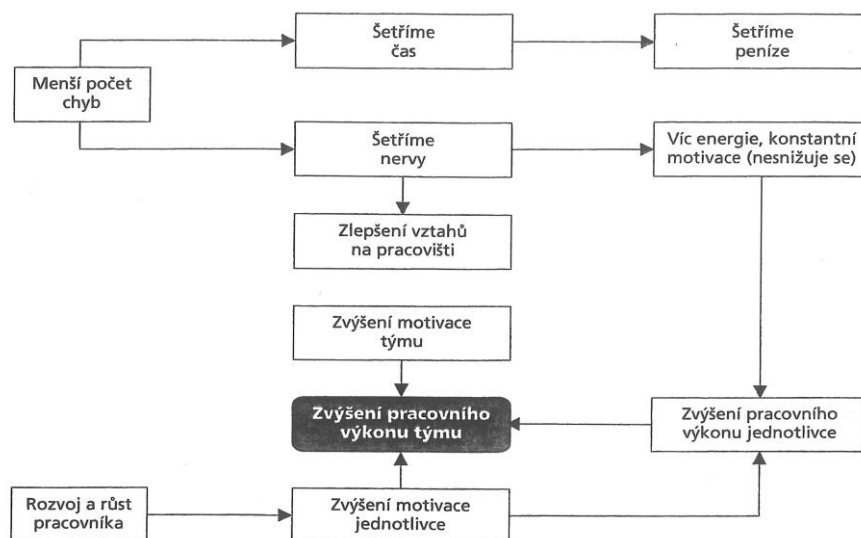 Šetříme
čas
Šetříme
peníze
Menší počet
chyb
Šetříme
nervy
Víc energie, konstantní
motivace (nesnižuje se)
Zlepšení vztahů
na pracovišti
Zvýšení motivace
týmu
Zvýšení pracovního
výkonu týmu
Zvýšení pracovního
výkonu jednotlivce
Rozvoj a růst
pracovníka
Zvýšení motivace
jednotlivce